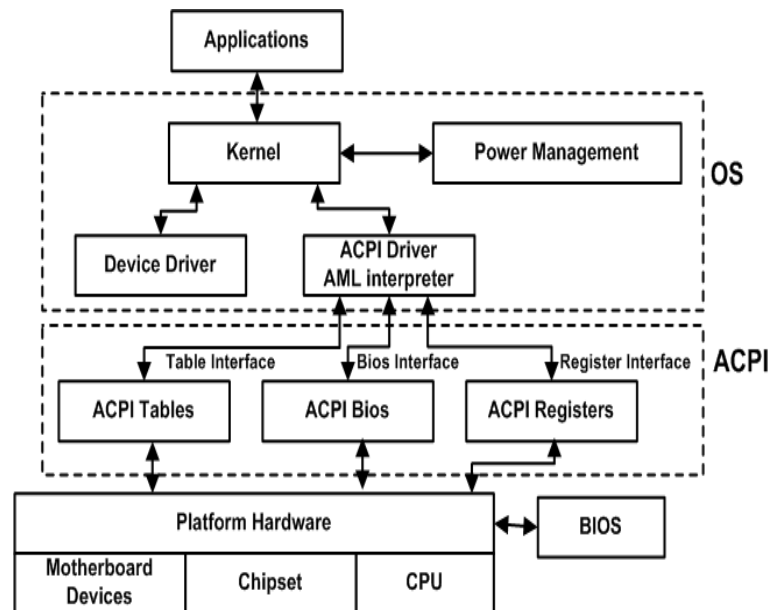 Applications
Kernel
Power Management
OS
Device Driver
ACPI Driver
AML interpreter
Table Interface
Bios Interface
Register Interface
ACPI
ACPI Tables
ACPI Bios
ACPI Registers
Platform Hardware
BIOS
Motherboard
Devices
Chipset
CPU